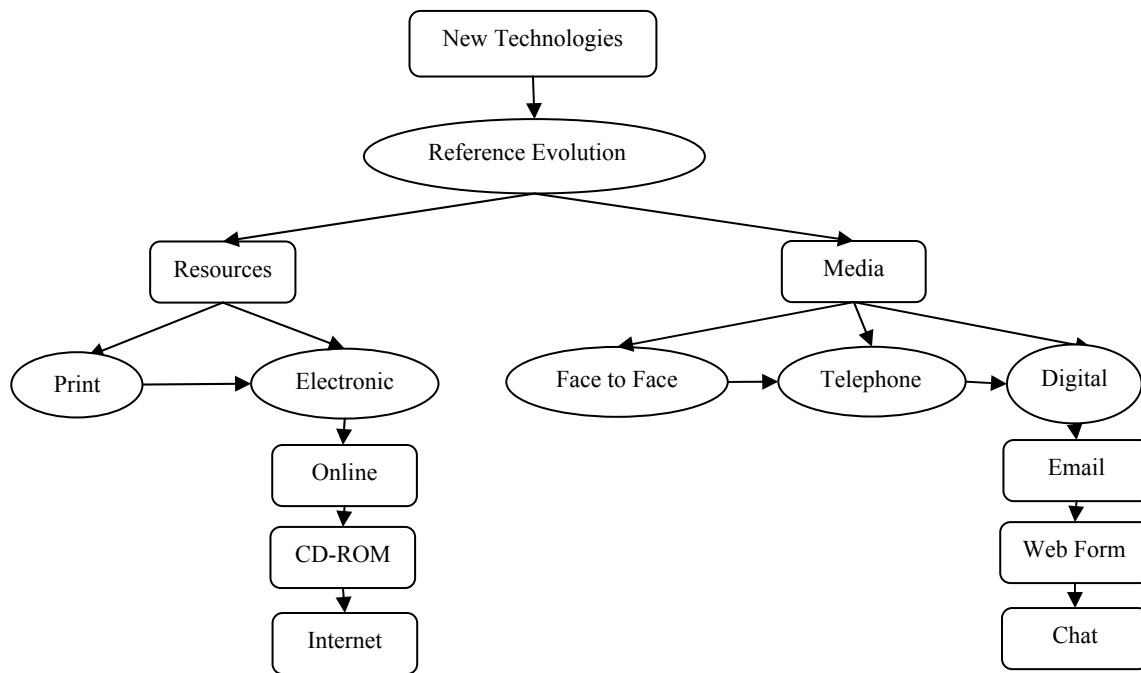 New Technologies
Reference Evolution
Resources
Media
Print
Electronic
Face to Face
Telephone
Digital
Online
Email
CD-ROM
Web Form
Internet
Chat